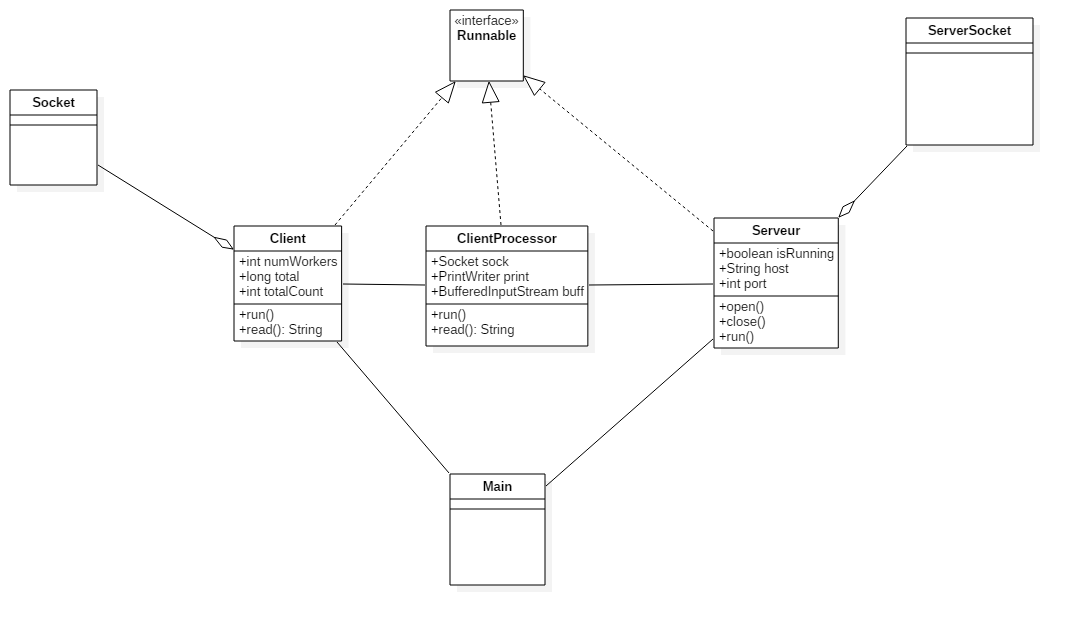 «interface»
Runnable
ServerSocket
Socket
Client
+int numWorkers
+long total
+int totalCount
+run()
+read(): String
ClientProcessor
+Socket sock
+PrintWriter print
+BufferedInputStream buff
+run()
+read(): String
Serveur
+boolean isRunning
+String host
+int port
+open()
+close()
+run()
Main